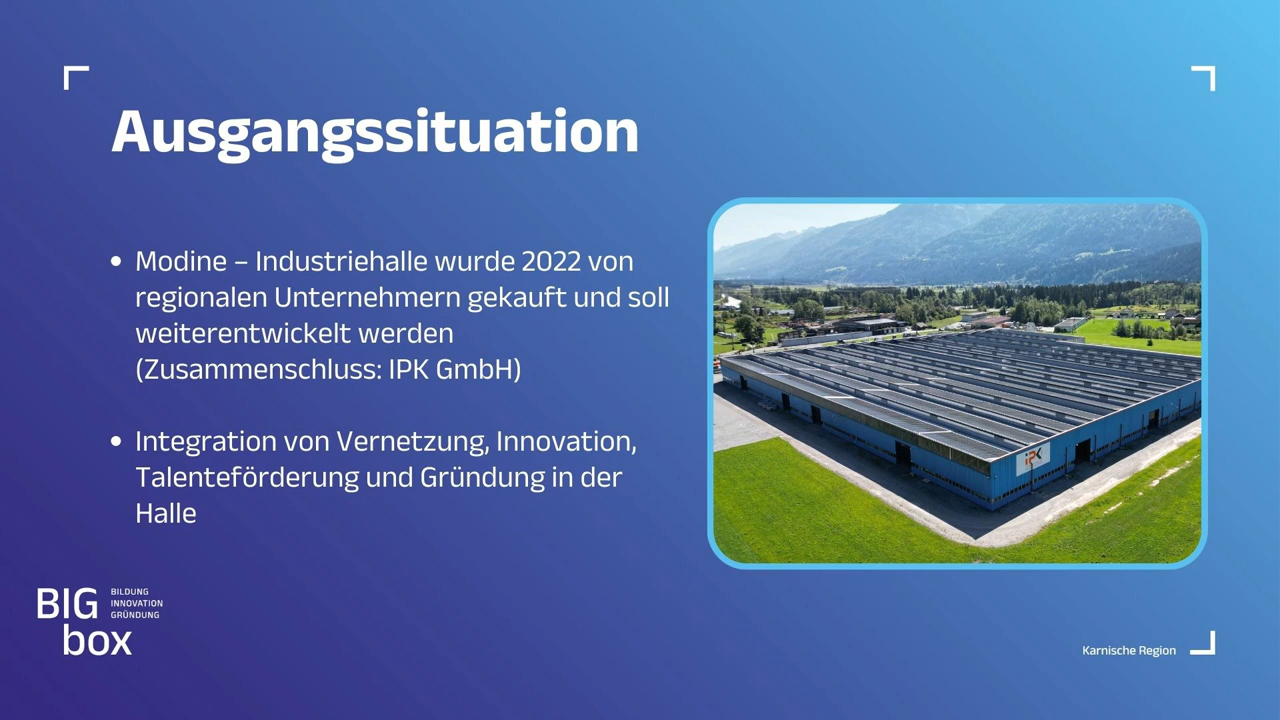 Ausgangssituation
• Modine – Industriehalle wurde 2022 von
regionalen Unternehmern gekauft und soll
weiterentwickelt werden
(Zusammenschluss: IPK GmbH)
• Integration von Vernetzung, Innovation,
Talenteförderung und Gründung in der
Halle
iPK
BIG
box
BILDUNG
INNOVATION
GRÜNDUNG
Karnische Region